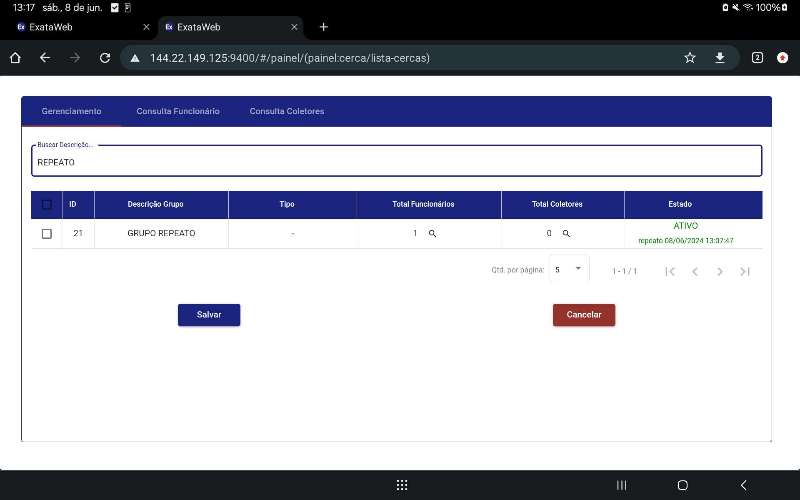 13:17 sáb., 8 de jun. 100%
ExataWeb
ExataWeb
144.22.149.125:9400/#/painel/(painel:cerca/lista-cercas)
2
Gerenciamento Consulta Funcionário Consulta Coletores
Buscar Descrição...
REPEATO
ID Descrição Grupo Tipo Total Funcionários Total Coletores Estado
21 GRUPO REPEATO - 1 0 ATIVO
repeato 08/06/2024 13:07:47
Qtd. por página: 5 1 - 1 / 1
Salvar Cancelar